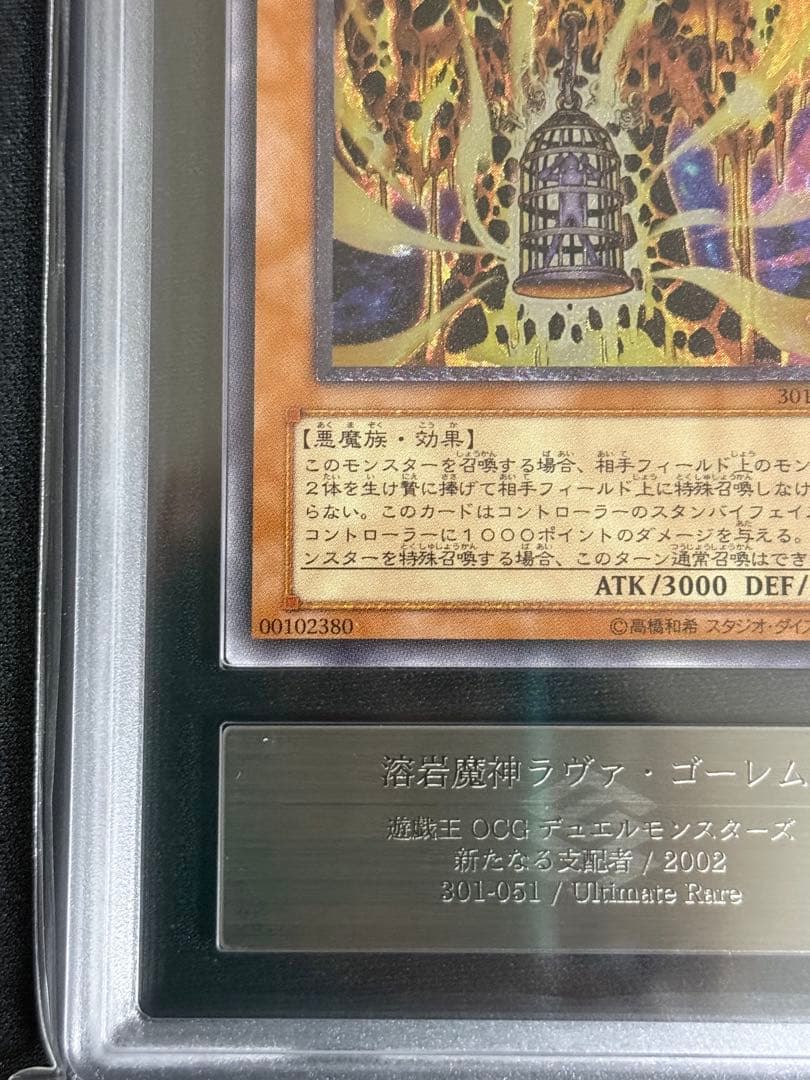 301
【悪魔族・効果】
このモンスターを召喚する場合、相手フィールド上のモン
2体を生け贄に捧げて相手フィールド上に特殊召喚しなけ
らない。このカードはコントローラーのスタンバイフェイ
コントローラーに1000ポイントのダメージを与える。
ンスターを特殊召喚する場合、このターン通常召喚はでき
ATK/3000 DEF/
00102380 ©高橋和希 スタジオ・ダイス
溶岩魔神ラヴァ・ゴーレム
遊戯王 OCG デュエルモンスターズ
新たなる支配者 / 2002
301-051 / Ultimate Rare